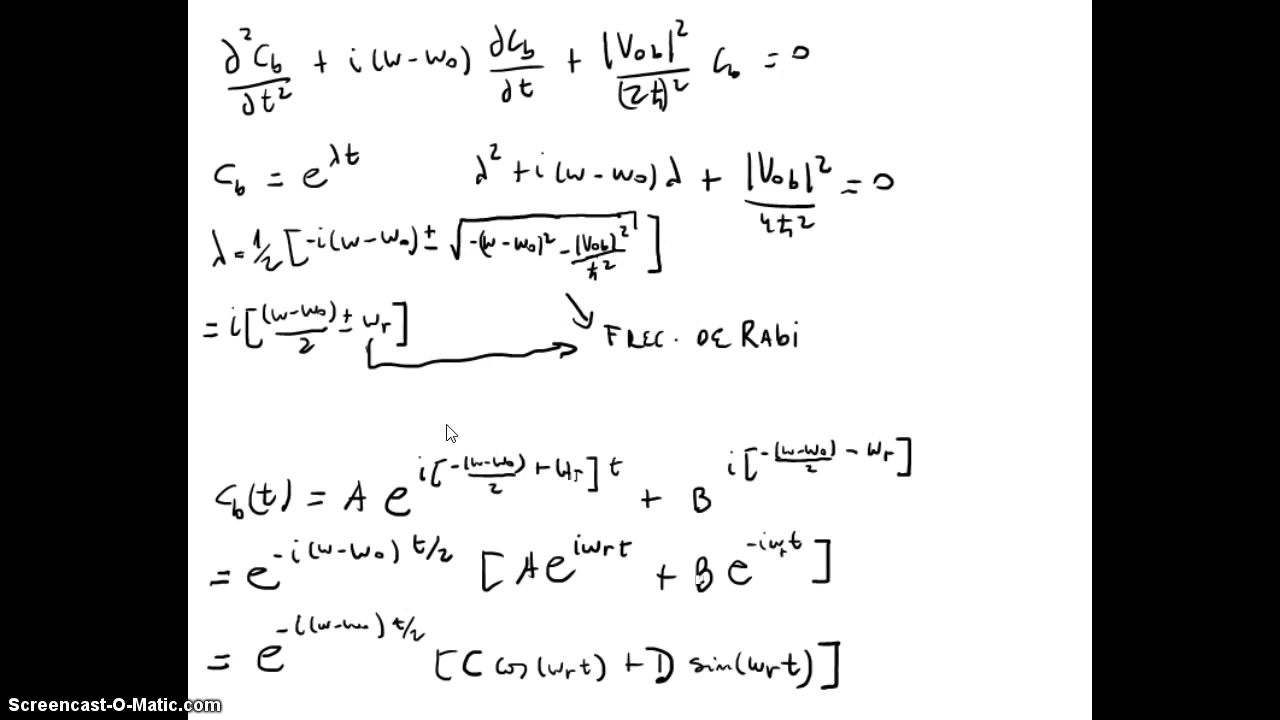 ∂²C_b/∂t² + i(w-w₀) ∂C_b/∂t + |V₀b|²/(2ħ)² C_b = 0
C_b = e^{λt}    λ² + i(w-w₀)λ + |V₀b|²/4ħ² = 0
λ = 1/2 [-i(w-w₀) ± √(-(w-w₀)² - |V₀b|²/ħ²)]
= i[(w-w₀)/2 ± w_r] → FREC. DE RAbi
C_b(t) = A e^{i[-(w-w₀)/2 + w_r]t} + B^{i[-(w-w₀)/2 - w_r]}
= e^{-i(w-w₀)t/2} [A e^{iw_r t} + B e^{-iw_r t}]
= e^{-i(w-w₀)t/2} [C cos(w_r t) + D sin(w_r t)]
Screencast-O-Matic.com